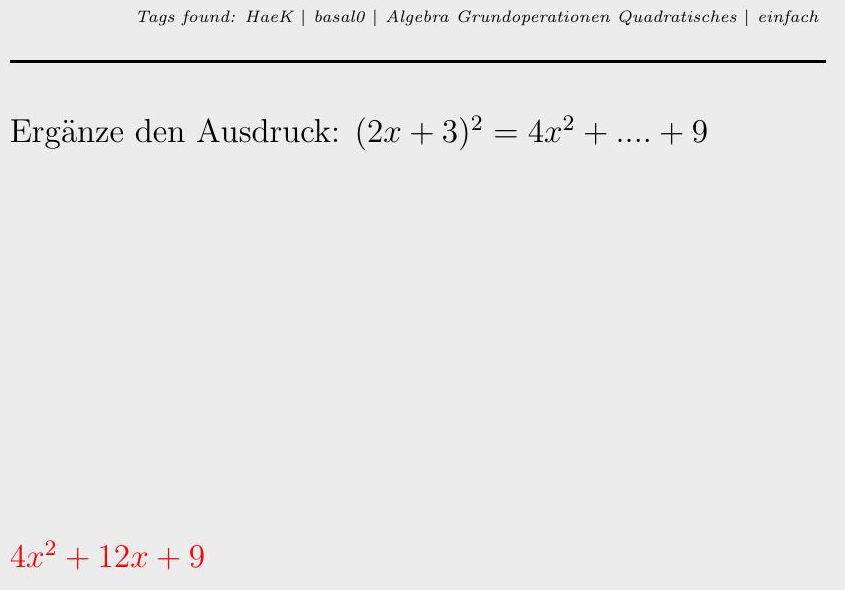 Tags found: HaeK | basal0 | Algebra Grundoperationen Quadratisches | einfach
Ergänze den Ausdruck: $(2x + 3)^2 = 4x^2 + .... + 9$
$4x^2 + 12x + 9$